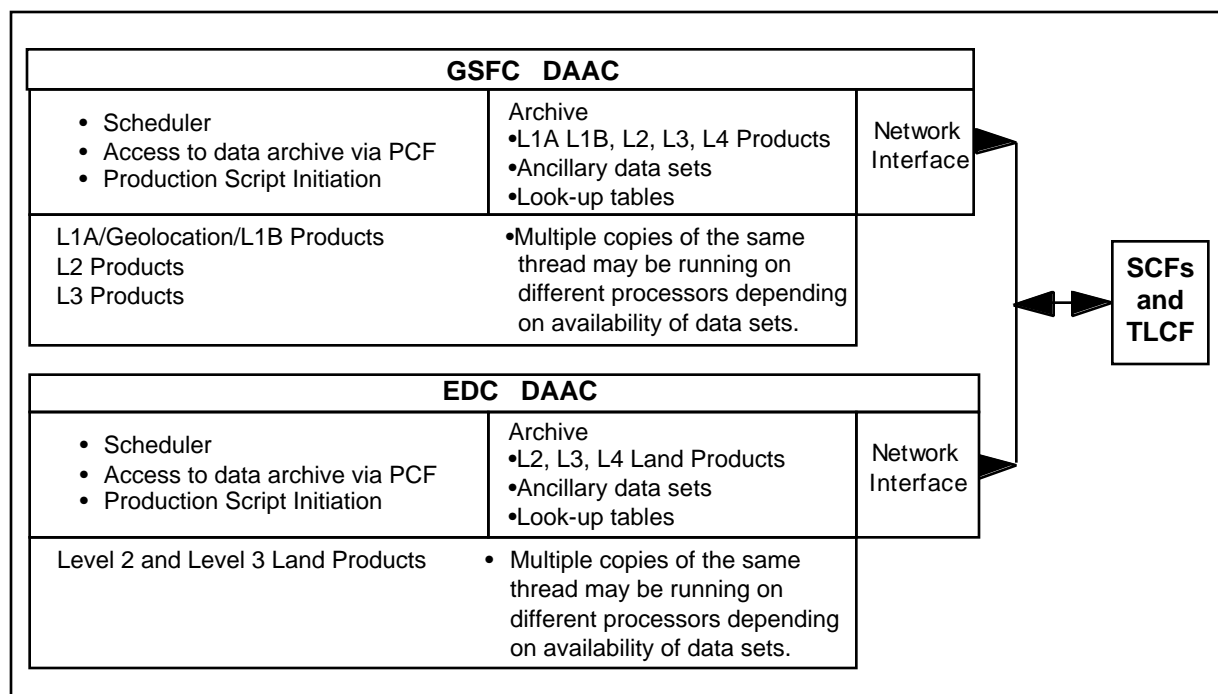 GSFC DAAC
• Scheduler
• Access to data archive via PCF
• Production Script Initiation
Archive
•L1A L1B, L2, L3, L4 Products
•Ancillary data sets
•Look-up tables
Network
Interface
L1A/Geolocation/L1B Products
L2 Products
L3 Products
•Multiple copies of the same
thread may be running on
different processors depending
on availability of data sets.
SCFs
and
TLCF
EDC DAAC
• Scheduler
• Access to data archive via PCF
• Production Script Initiation
Archive
•L2, L3, L4 Land Products
•Ancillary data sets
•Look-up tables
Network
Interface
Level 2 and Level 3 Land Products
• Multiple copies of the same
thread may be running on
different processors depending
on availability of data sets.